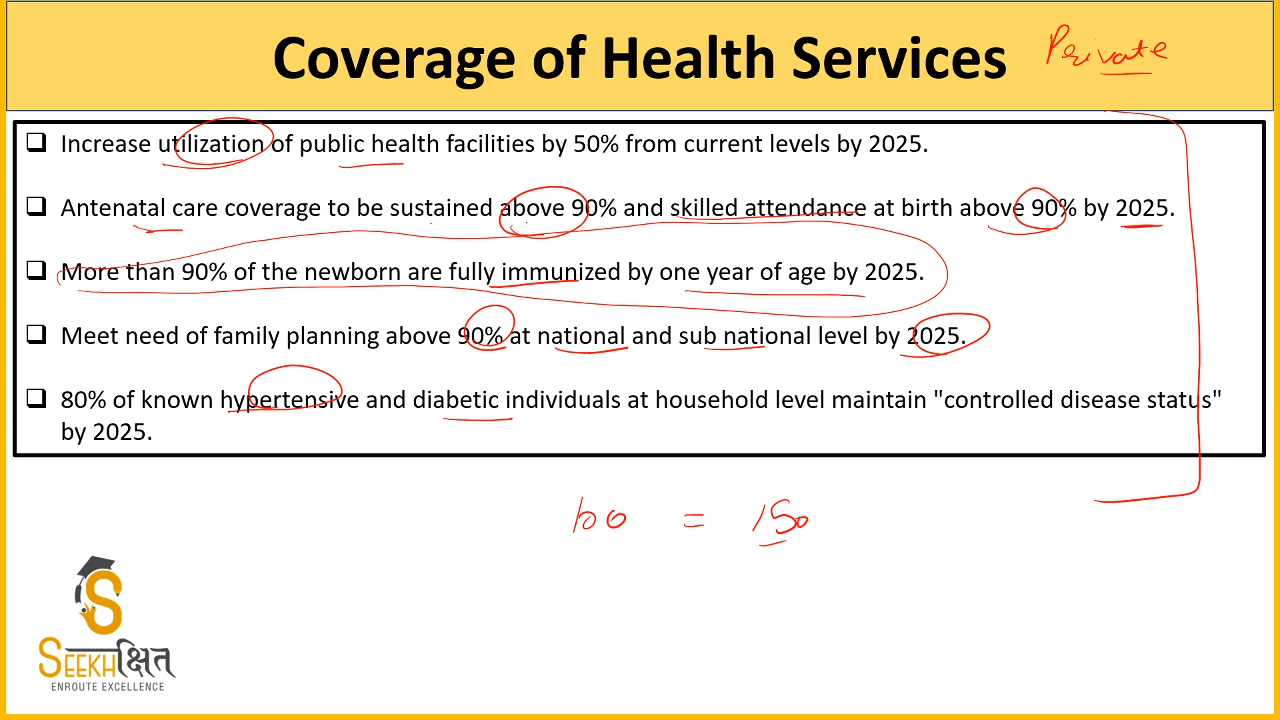 Coverage of Health Services
Private
❑ Increase utilization of public health facilities by 50% from current levels by 2025.
❑ Antenatal care coverage to be sustained above 90% and skilled attendance at birth above 90% by 2025.
❑ More than 90% of the newborn are fully immunized by one year of age by 2025.
❑ Meet need of family planning above 90% at national and sub national level by 2025.
❑ 80% of known hypertensive and diabetic individuals at household level maintain "controlled disease status"
by 2025.
100 = 150
S
SEEKHक्षित
ENROUTE EXCELLENCE